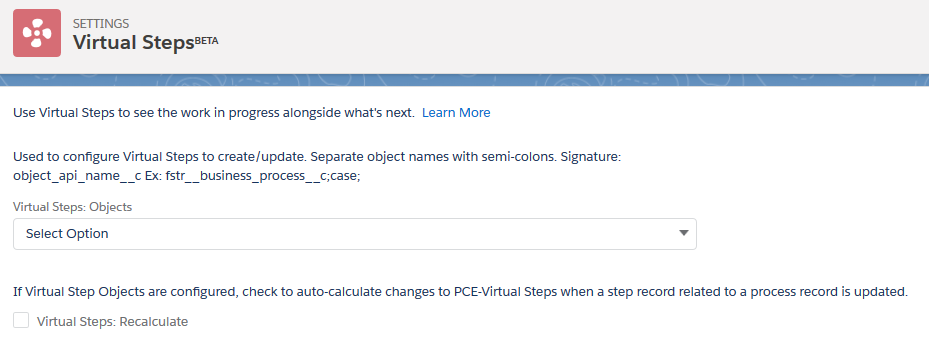 SETTINGS
Virtual Steps BETA
Use Virtual Steps to see the work in progress alongside what's next. Learn More
Used to configure Virtual Steps to create/update. Separate object names with semi-colons. Signature:
object_api_name__c Ex: fstr__business_process__c;case;
Virtual Steps: Objects
Select Option
If Virtual Step Objects are configured, check to auto-calculate changes to PCE-Virtual Steps when a step record related to a process record is updated.
Virtual Steps: Recalculate